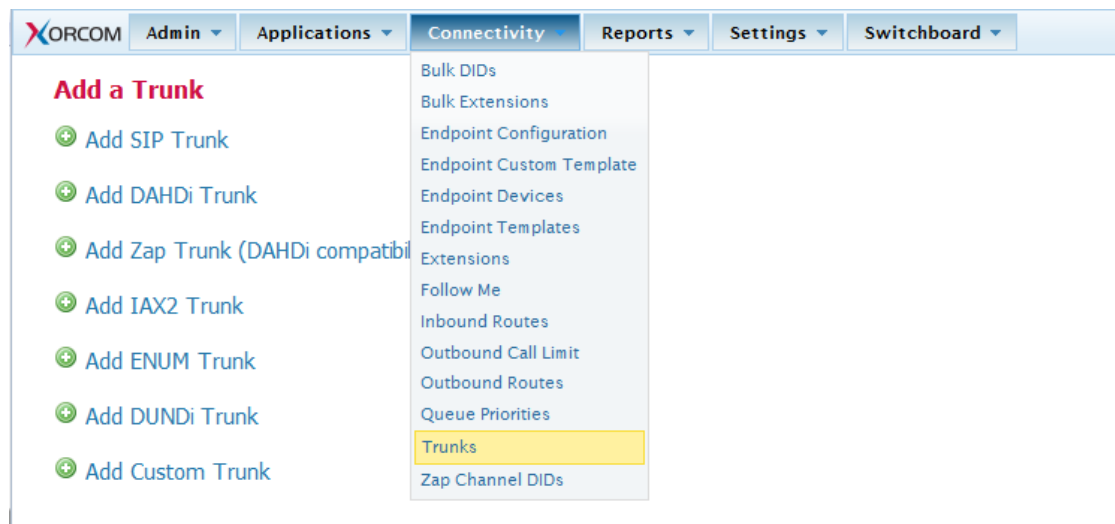 XORCOM Admin Applications Connectivity Reports Settings Switchboard
Add a Trunk
Add SIP Trunk
Add DAHDi Trunk
Add Zap Trunk (DAHDi compatibil
Add IAX2 Trunk
Add ENUM Trunk
Add DUNDi Trunk
Add Custom Trunk
Bulk DIDs
Bulk Extensions
Endpoint Configuration
Endpoint Custom Template
Endpoint Devices
Endpoint Templates
Extensions
Follow Me
Inbound Routes
Outbound Call Limit
Outbound Routes
Queue Priorities
Trunks
Zap Channel DIDs